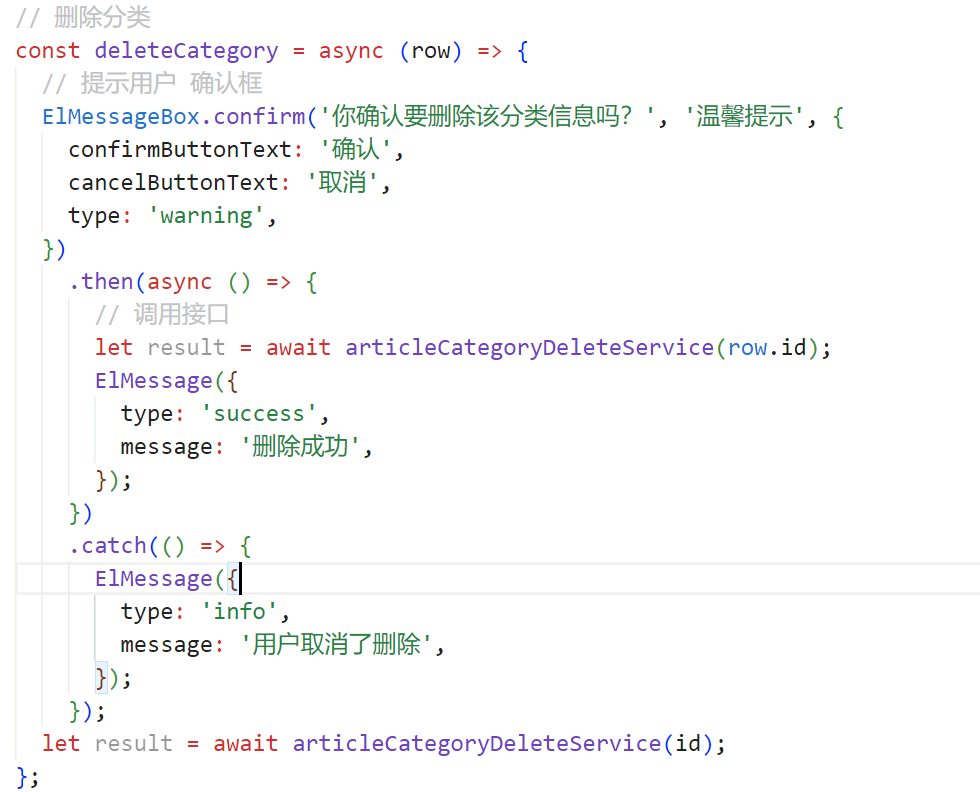 // 删除分类
const deleteCategory = async (row) => {
  // 提示用户 确认框
  ElMessageBox.confirm('你确认要删除该分类信息吗？', '温馨提示', {
    confirmButtonText: '确认',
    cancelButtonText: '取消',
    type: 'warning',
  })
    .then(async () => {
      // 调用接口
      let result = await articleCategoryDeleteService(row.id);
      ElMessage({
        type: 'success',
        message: '删除成功',
      });
    })
    .catch(() => {
      ElMessage({
        type: 'info',
        message: '用户取消了删除',
      });
    });
  let result = await articleCategoryDeleteService(id);
};